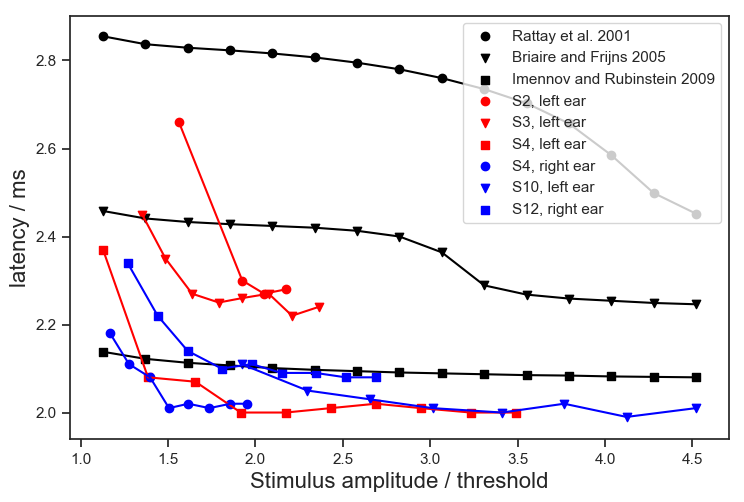 2.8
2.6
2.4
2.2
2.0
latency / ms
Rattay et al. 2001
Briaire and Frijns 2005
Imennov and Rubinstein 2009
S2, left ear
S3, left ear
S4, left ear
S4, right ear
S10, left ear
S12, right ear
1.0 1.5 2.0 2.5 3.0 3.5 4.0 4.5
Stimulus amplitude / threshold